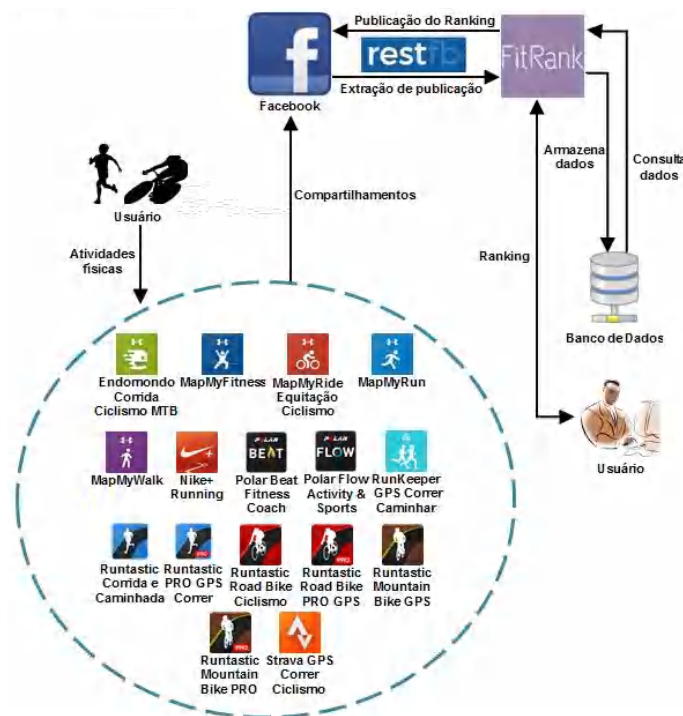 Publicação do Ranking
f
restfb
FitRank
Extração de publicação
Facebook
Armazena
dados
Consulta
dados
Compartilhamentos
Usuário
Atividades
físicas
Ranking
Banco de Dados
Endomondo
Corrida
Ciclismo MTB
MapMyFitness
MapMyRide
Equitação
Ciclismo
MapMyRun
Usuário
POLAR
BEAT
POLAR
FLOW
MapMyWalk
Nike+
Running
Polar Beat
Fitness
Coach
Polar Flow
Activity &
Sports
RunKeeper
GPS Correr
Caminhar
PRO
PRO
Runtastic
Corrida e
Caminhada
Runtastic
PRO GPS
Correr
Runtastic
Road Bike
Ciclismo
Runtastic
Road Bike
PRO GPS
Runtastic
Mountain
Bike GPS
PRO
Runtastic
Mountain
Bike PRO
Strava GPS
Correr
Ciclismo